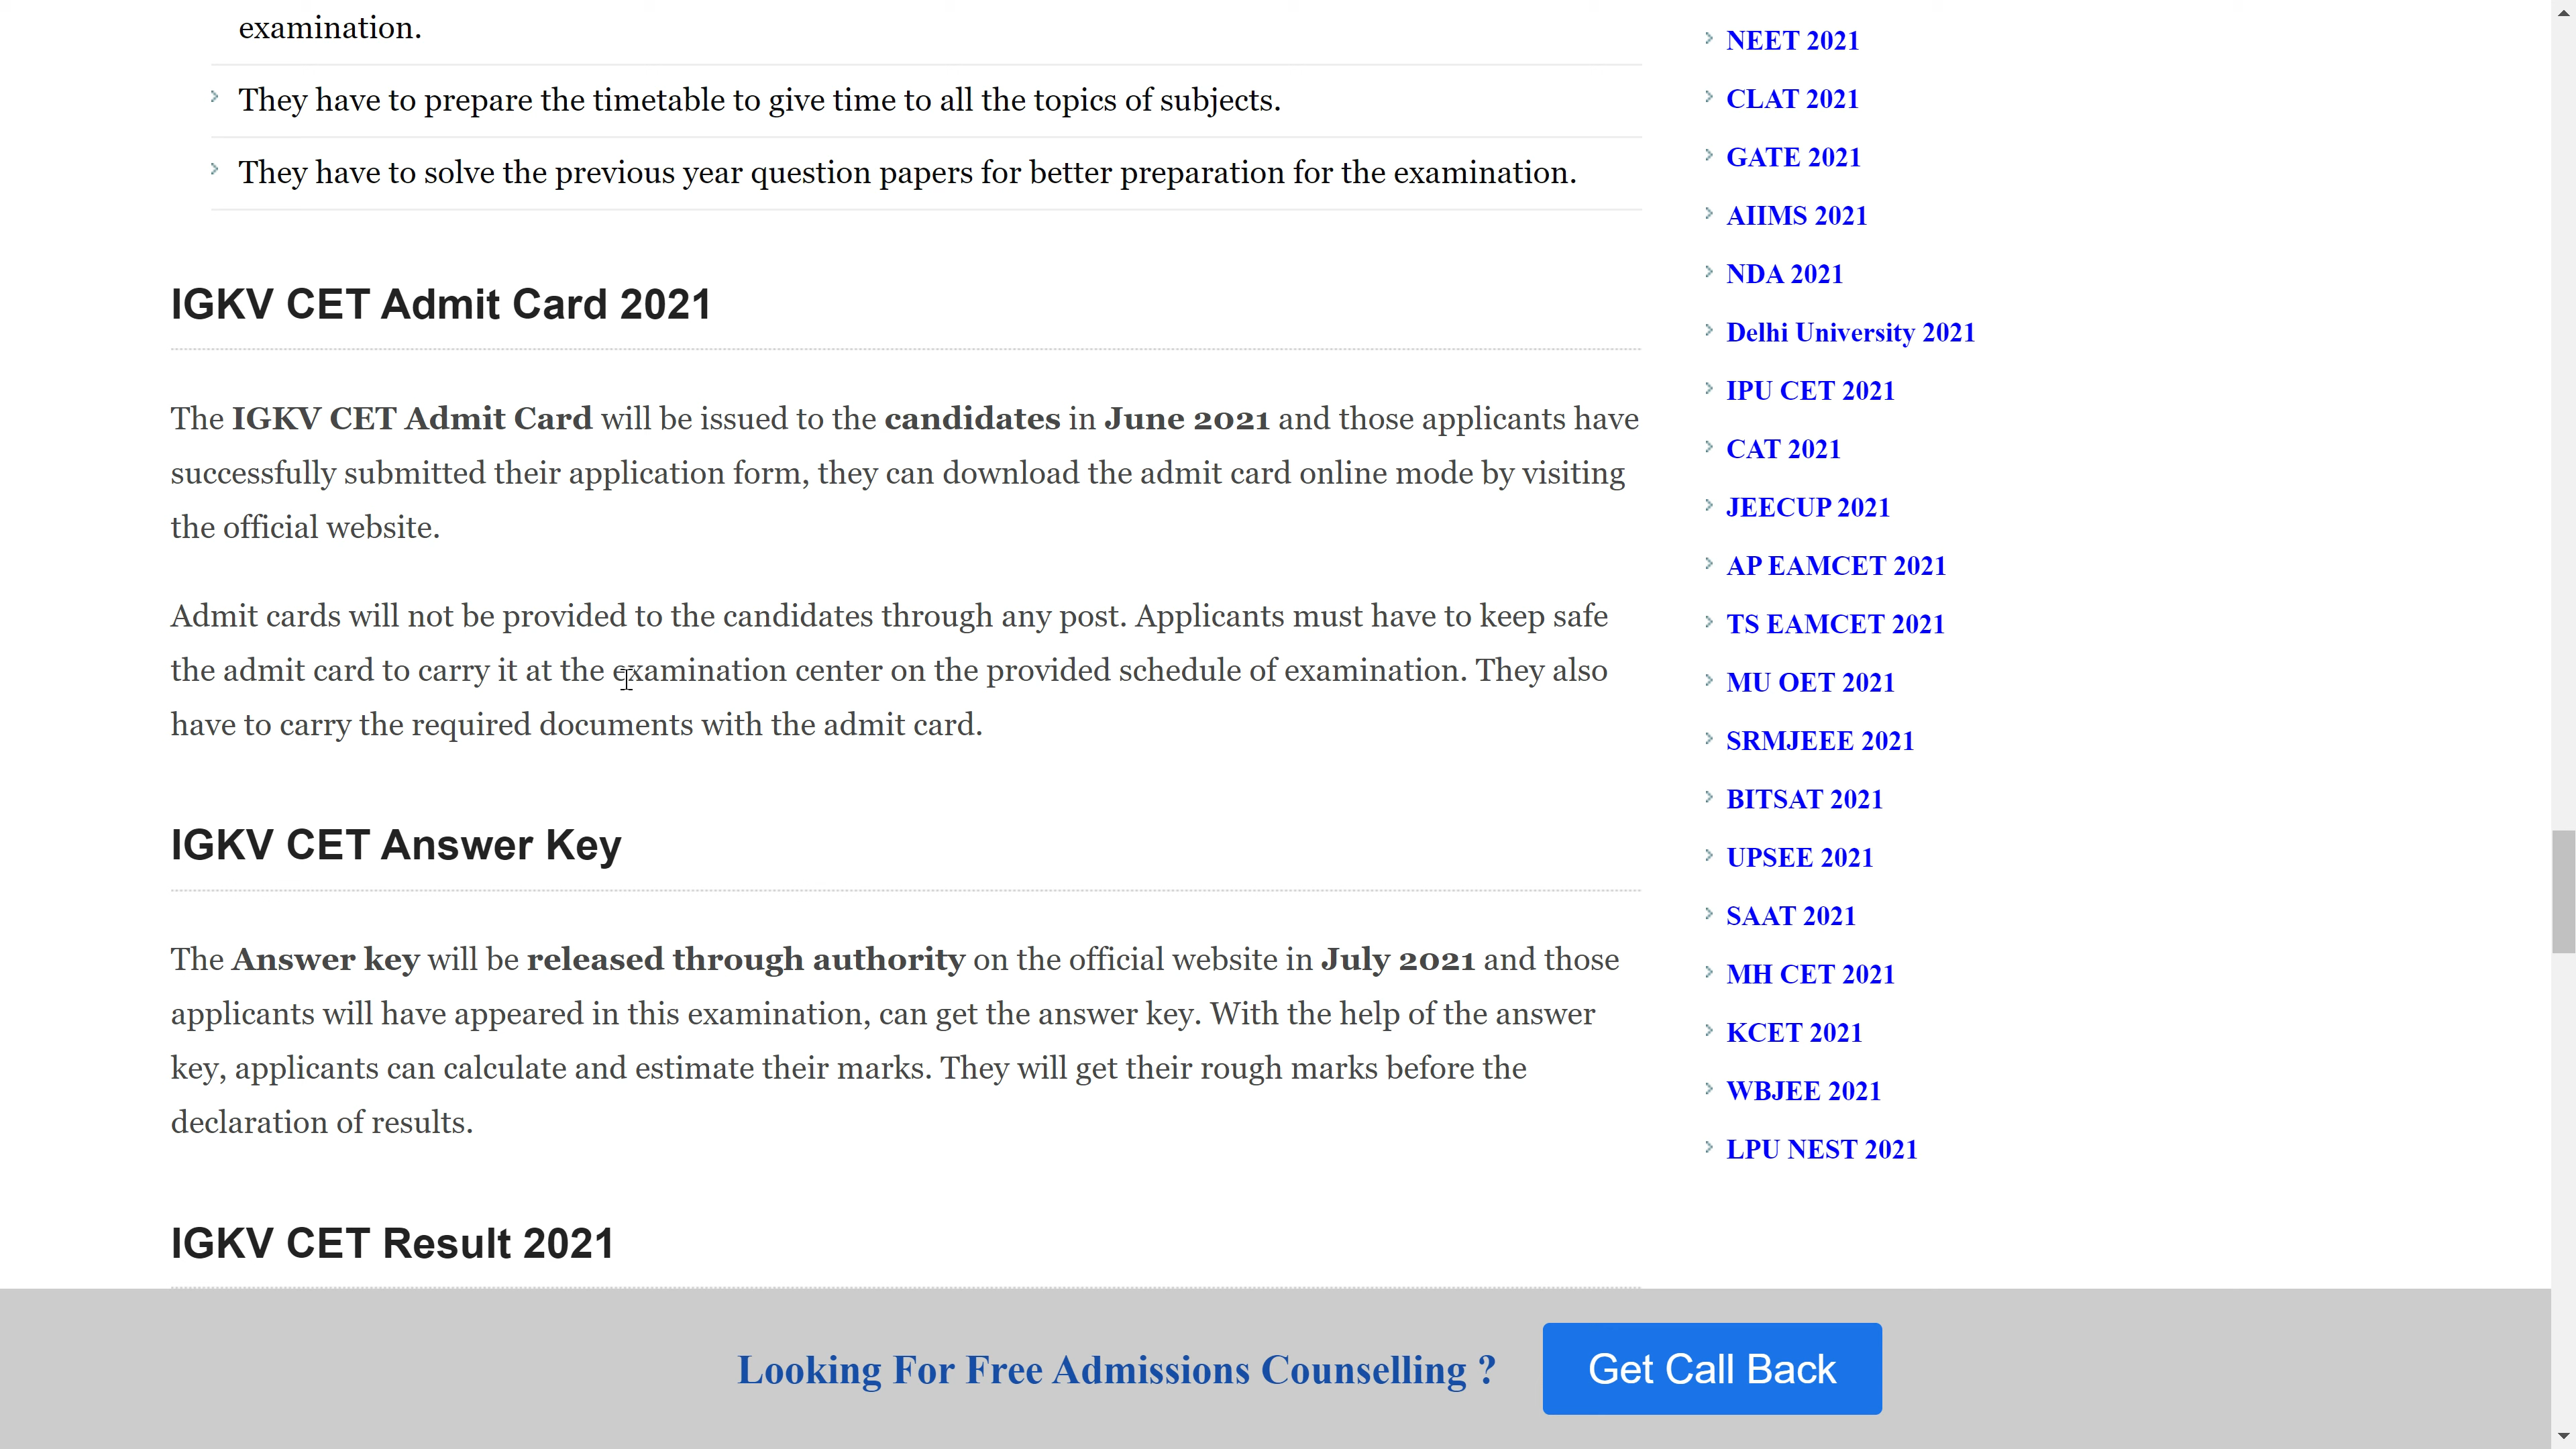 examination.
They have to prepare the timetable to give time to all the topics of subjects.
They have to solve the previous year question papers for better preparation for the examination.
IGKV CET Admit Card 2021
The IGKV CET Admit Card will be issued to the candidates in June 2021 and those applicants have
successfully submitted their application form, they can download the admit card online mode by visiting
the official website.
Admit cards will not be provided to the candidates through any post. Applicants must have to keep safe
the admit card to carry it at the examination center on the provided schedule of examination. They also
have to carry the required documents with the admit card.
IGKV CET Answer Key
The Answer key will be released through authority on the official website in July 2021 and those
applicants will have appeared in this examination, can get the answer key. With the help of the answer
key, applicants can calculate and estimate their marks. They will get their rough marks before the
declaration of results.
IGKV CET Result 2021
NEET 2021
CLAT 2021
GATE 2021
AIIMS 2021
NDA 2021
Delhi University 2021
IPU CET 2021
CAT 2021
JEECUP 2021
AP EAMCET 2021
TS EAMCET 2021
MU OET 2021
SRMJEEE 2021
BITSAT 2021
UPSEE 2021
SAAT 2021
MH CET 2021
KCET 2021
WBJEE 2021
LPU NEST 2021
Looking For Free Admissions Counselling ?
Get Call Back